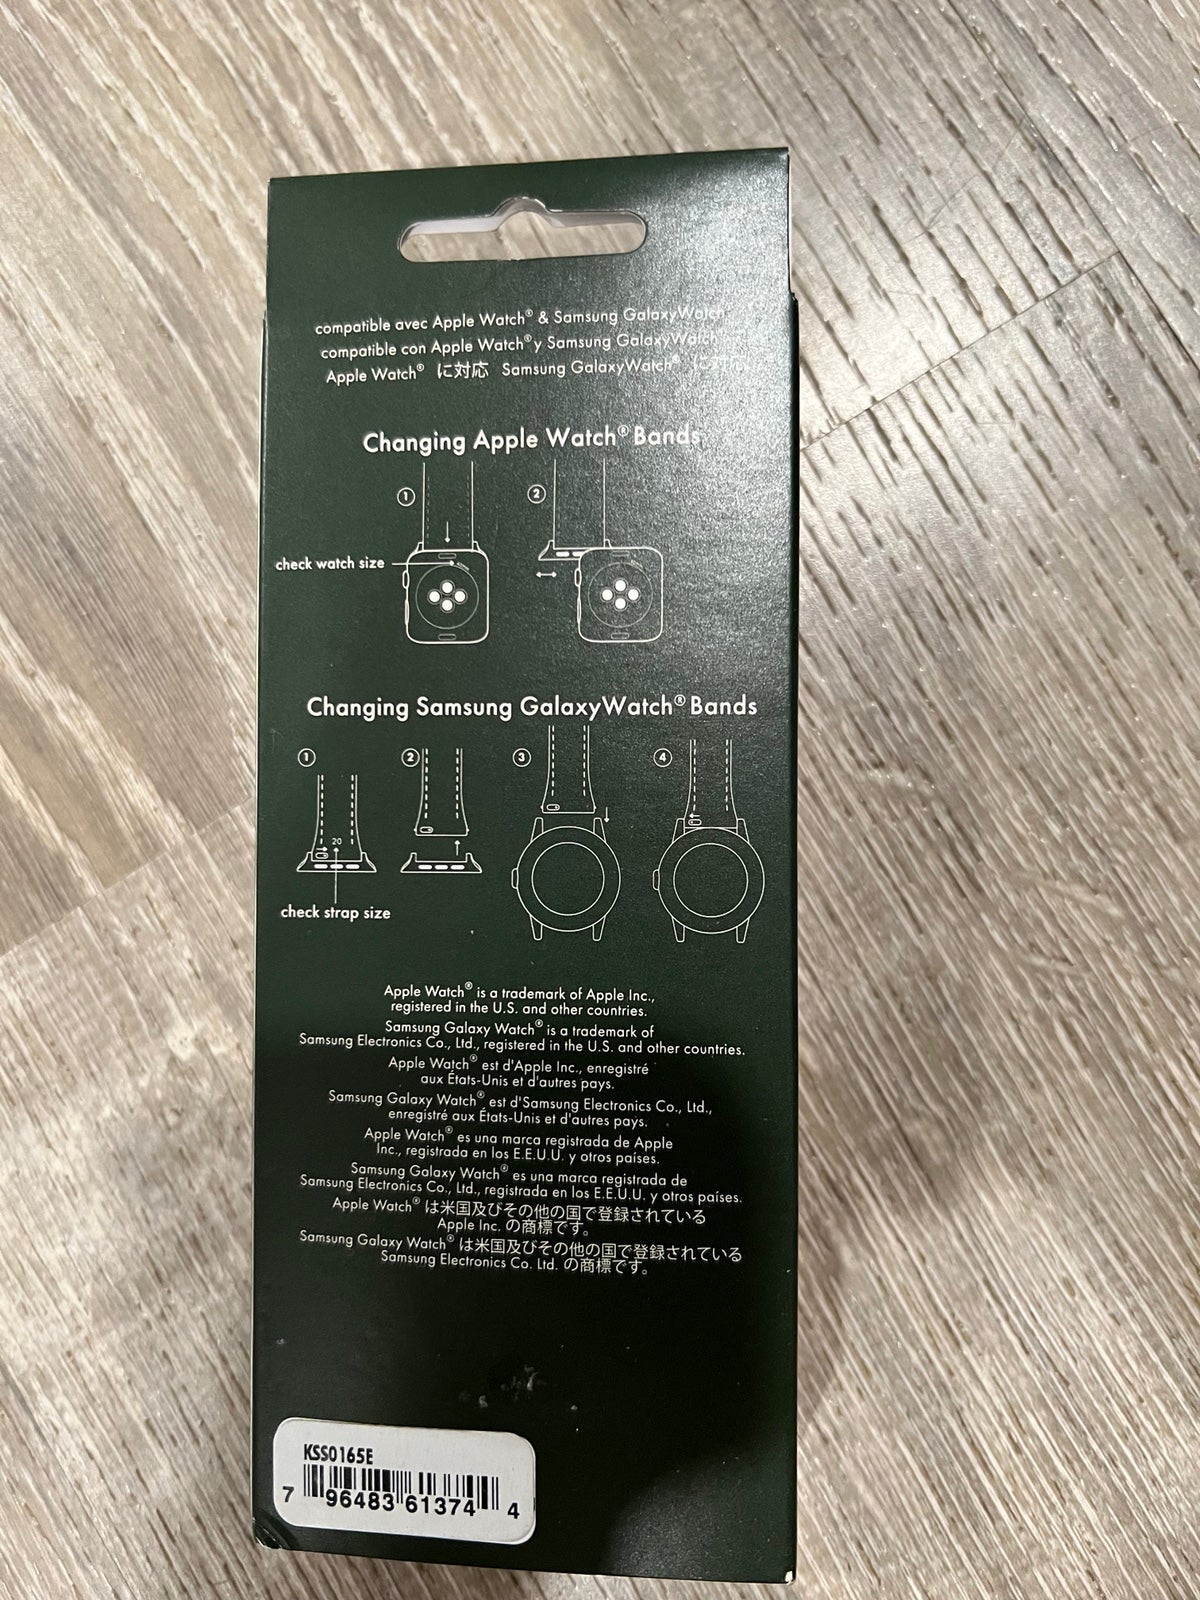 compatible avec Apple Watch® & Samsung GalaxyWatch
compatible con Apple Watch® y Samsung GalaxyWatch
Apple Watch® に対応 Samsung GalaxyWatch® に対応
Changing Apple Watch® Bands
1 2
check watch size
Changing Samsung GalaxyWatch® Bands
1 2 3 4
20
check strap size
Apple Watch® is a trademark of Apple Inc.,
registered in the U.S. and other countries.
Samsung Galaxy Watch® is a trademark of
Samsung Electronics Co., Ltd., registered in the U.S. and other countries.
Apple Watch® est d'Apple Inc., enregistré
aux États-Unis et d'autres pays.
Samsung Galaxy Watch® est d'Samsung Electronics Co., Ltd.,
enregistré aux États-Unis et d'autres pays.
Apple Watch® es una marca registrada de Apple
Inc., registrada en los E.E.U.U. y otros países.
Samsung Galaxy Watch® es una marca registrada de
Samsung Electronics Co., Ltd., registrada en los E.E.U.U. y otros países.
Apple Watch® は米国及びその他の国で登録されている
Apple Inc. の商標です。
Samsung Galaxy Watch® は米国及びその他の国で登録されている
Samsung Electronics Co. Ltd. の商標です。
KSS0165E
7 96483 61374 4